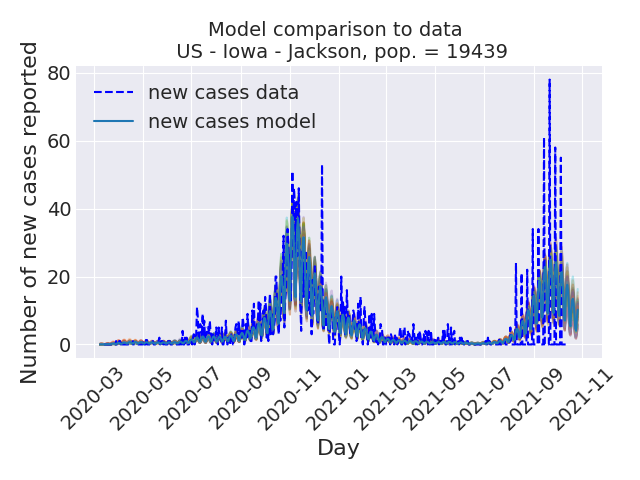 Model comparison to data
US - Iowa - Jackson, pop. = 19439
Number of new cases reported
80
60
40
20
0
new cases data
new cases model
2020-03
2020-05
2020-07
2020-09
2020-11
2021-01
2021-03
2021-05
2021-07
2021-09
2021-11
Day